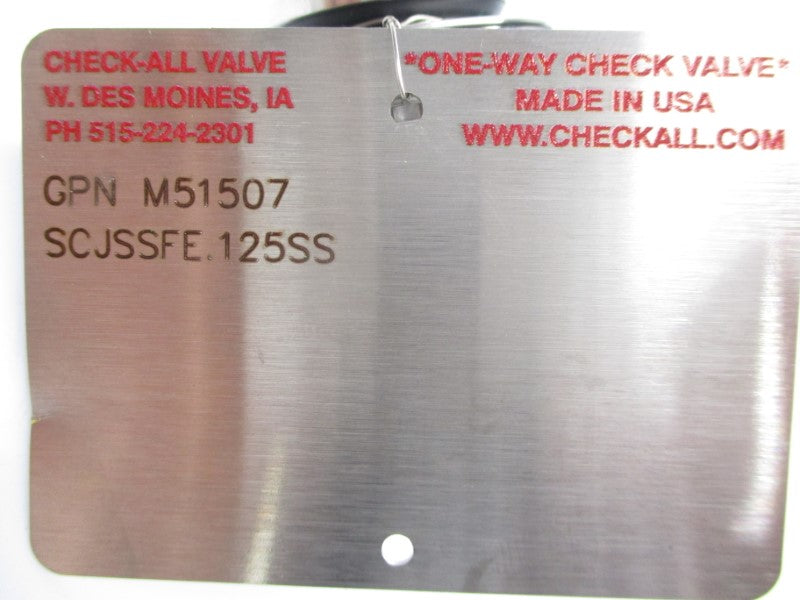 CHECK-ALL VALVE
W. DES MOINES, IA
PH 515-224-2301
*ONE-WAY CHECK VALVE*
MADE IN USA
WWW.CHECKALL.COM
GPN M51507
SCJSSFE.125SS